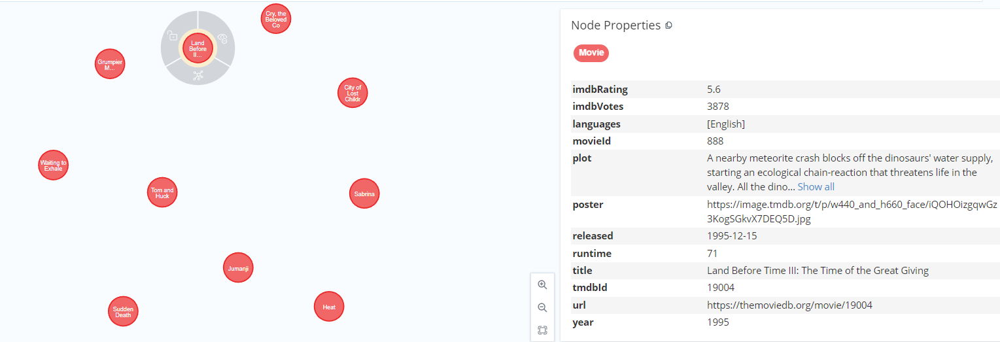 Cry, the
Beloved
Co
Land
Before
II...
Grumpier
M...
City of
Lost
Childr
Waiting to
Exhale
Tom and
Huck
Sabrina
Jumanji
Sudden
Death
Heat
Node Properties
Movie
imdbRating 5.6
imdbVotes 3878
languages [English]
movieId 888
plot A nearby meteorite crash blocks off the dinosaurs' water supply,
starting an ecological chain-reaction that threatens life in the
valley. All the dino... Show all
poster https://image.tmdb.org/t/p/w440_and_h660_face/iQOHOizgqwGz
3KogSGkvX7DEQ5D.jpg
released 1995-12-15
runtime 71
title Land Before Time III: The Time of the Great Giving
tmdbId 19004
url https://themoviedb.org/movie/19004
year 1995